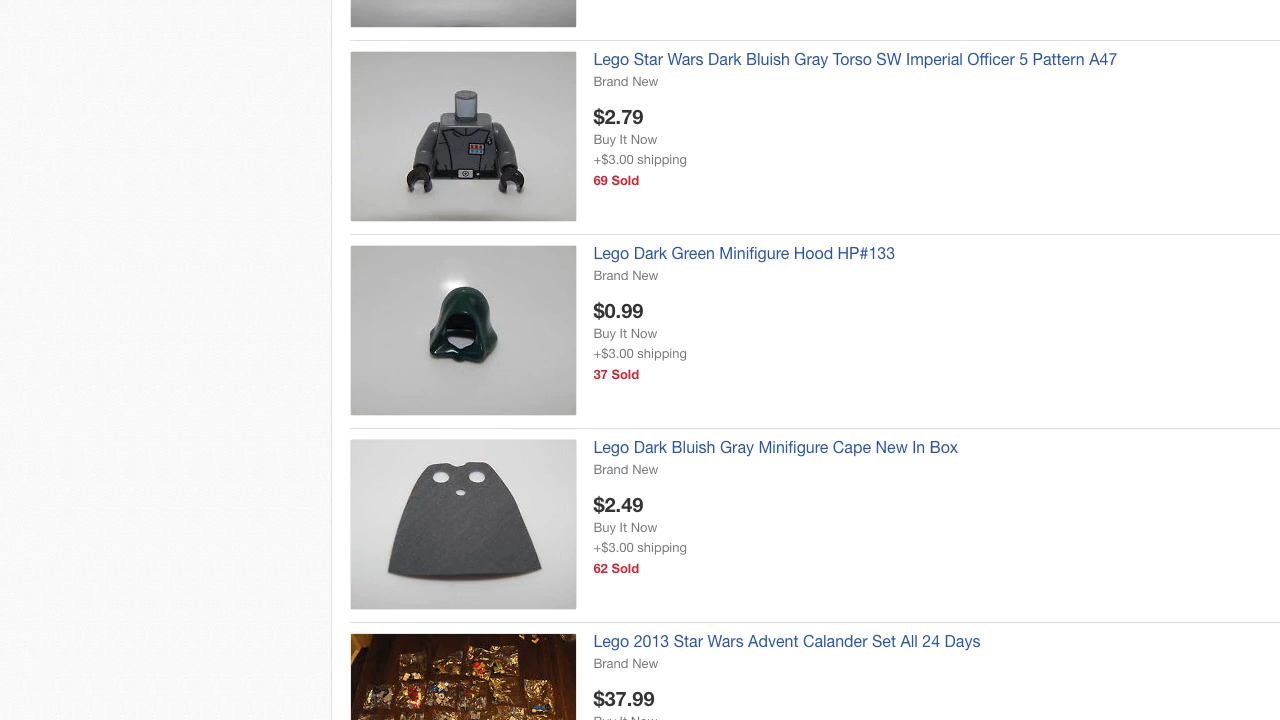 Lego Star Wars Dark Bluish Gray Torso SW Imperial Officer 5 Pattern A47
Brand New
$2.79
Buy It Now
+$3.00 shipping
69 Sold
Lego Dark Green Minifigure Hood HP#133
Brand New
$0.99
Buy It Now
+$3.00 shipping
37 Sold
Lego Dark Bluish Gray Minifigure Cape New In Box
Brand New
$2.49
Buy It Now
+$3.00 shipping
62 Sold
Lego 2013 Star Wars Advent Calander Set All 24 Days
Brand New
$37.99
Buy It Now